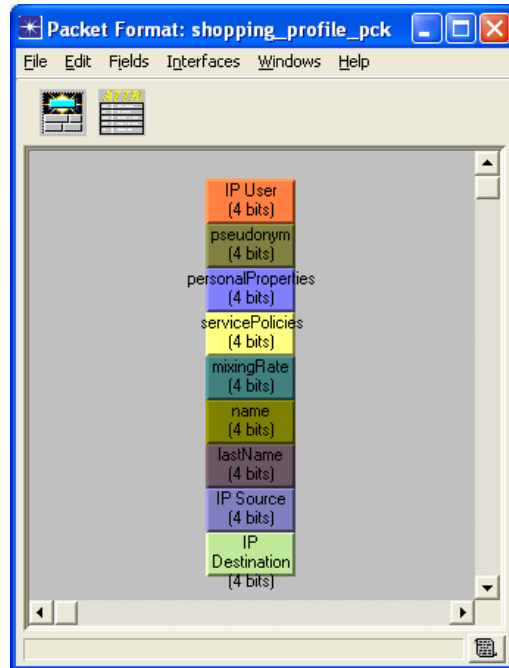 Packet Format: shopping_profile_pck
File Edit Fields Interfaces Windows Help
IP User
(4 bits)
pseudonym
(4 bits)
personalProperties
(4 bits)
servicePolicies
(4 bits)
mixingRate
(4 bits)
name
(4 bits)
lastName
(4 bits)
IP Source
(4 bits)
IP
Destination
(4 bits)